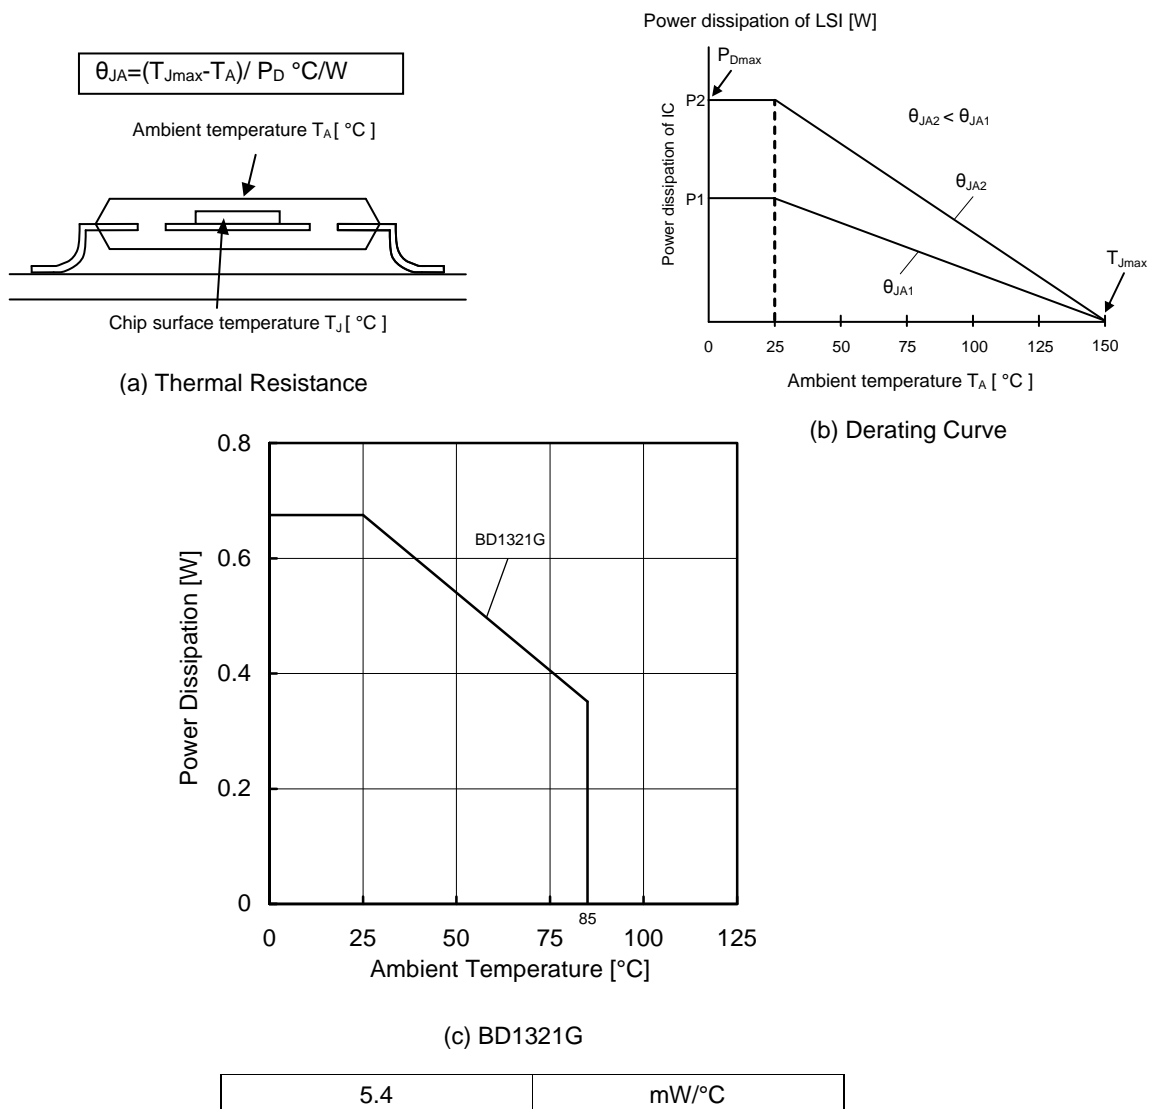 θJA=(TJmax-TA)/ PD °C/W
Ambient temperature TA [ °C ]
Chip surface temperature TJ [ °C ]
(a) Thermal Resistance
Power dissipation of LSI [W]
PDmax
P2
P1
Power dissipation of IC
θJA2 < θJA1
θJA2
θJA1
TJmax
0 25 50 75 100 125 150
Ambient temperature TA [ °C ]
(b) Derating Curve
0.8
0.6
0.4
0.2
0
Power Dissipation [W]
BD1321G
85
0 25 50 75 100 125
Ambient Temperature [°C]
(c) BD1321G
5.4 mW/°C